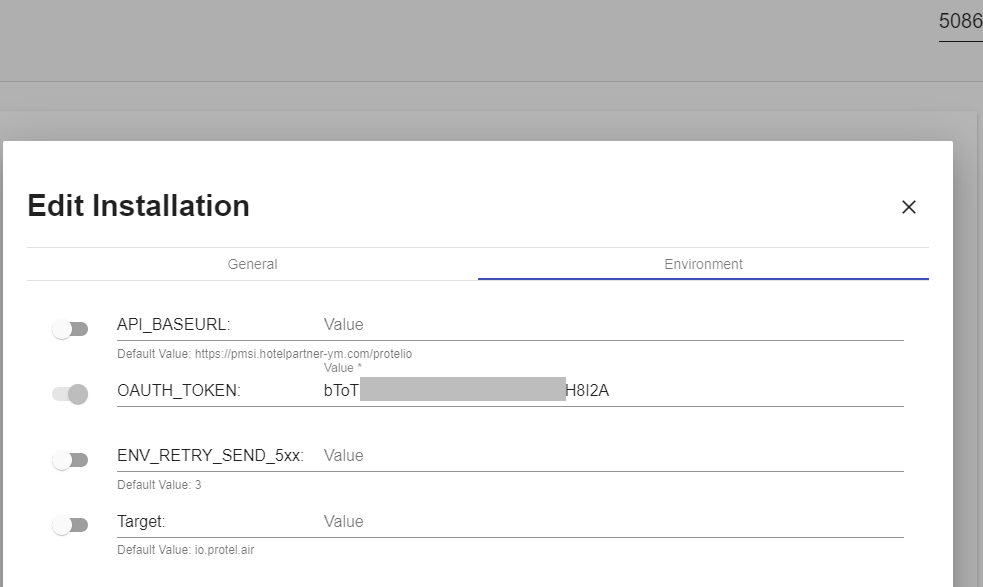 5086
Edit Installation
General
Environment
API_BASEURL: Value
Default Value: https://pmsi.hotelpartner-ym.com/protelio
Value *
OAUTH_TOKEN: bToT H8I2A
ENV_RETRY_SEND_5xx: Value
Default Value: 3
Target: Value
Default Value: io.protel.air